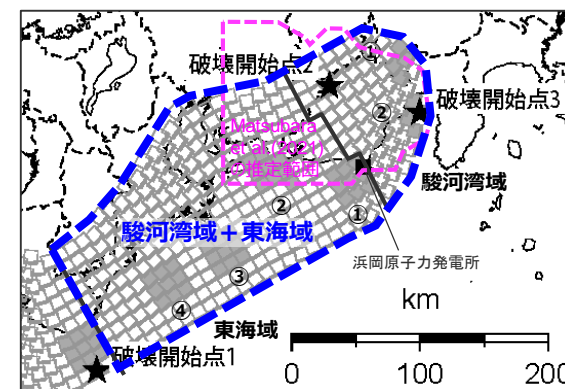 ①
破壊開始点2
②
破壊開始点3
Matsubara
et al.(2021)
の推定範囲
駿河湾域
②
①
駿河湾域＋東海域
浜岡原子力発電所
③
④
km
東海域
破壊開始点1
0
100
200